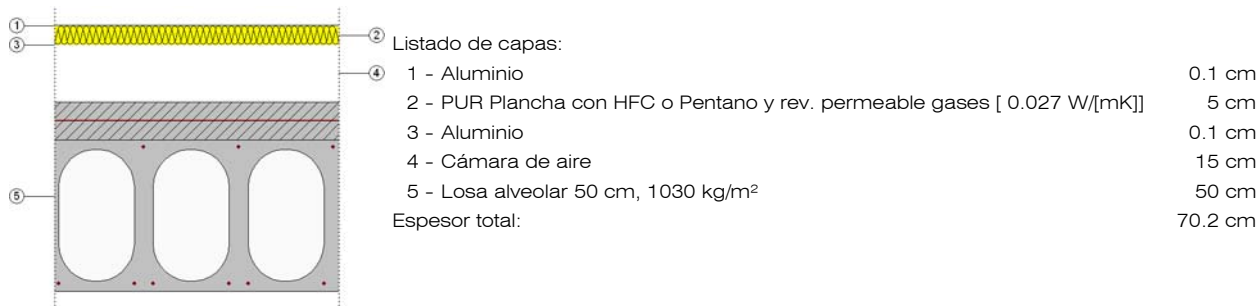 1
2
3
4
5
Listado de capas:
1 - Aluminio 0.1 cm
2 - PUR Plancha con HFC o Pentano y rev. permeable gases [ 0.027 W/[mK]] 5 cm
3 - Aluminio 0.1 cm
4 - Cámara de aire 15 cm
5 - Losa alveolar 50 cm, 1030 kg/m² 50 cm
Espesor total: 70.2 cm